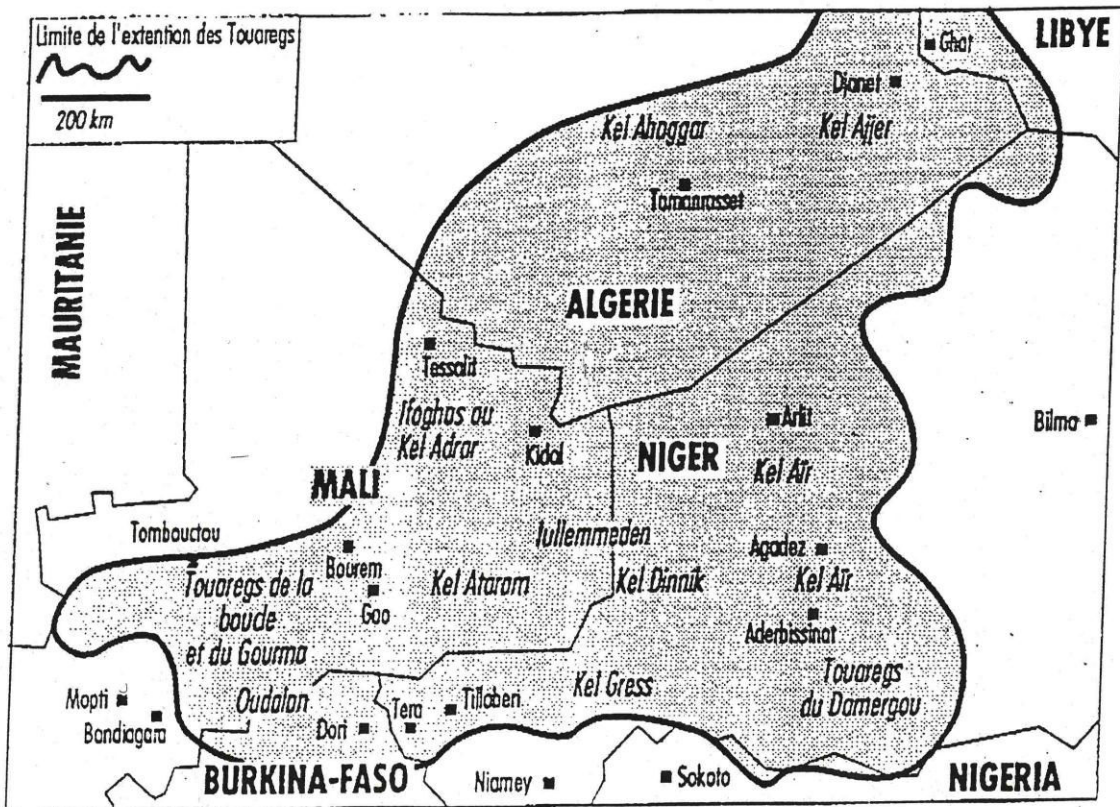 Limite de l'extention des Touaregs
200 km
LIBYE
Ghat
Djanet
Kel Ahaggar
Kel Ajjer
Tamanrasset
MAURITANIE
ALGERIE
Tessalit
Ifoghas ou
Kel Adrar
Kidal
Arlit
Bilma
NIGER
Kel Aïr
MALI
Tombouctou
Iullemmeden
Bourem
Agadez
Touaregs de la
boucle
et du Gourma
Gao
Kel Ataram
Kel Dinnik
Kel Aïr
Aderbissinat
Touaregs
du Damergou
Kel Gress
Mopti
Bandiagara
Oudalan
Dori
Tera
Tillaberi
BURKINA-FASO
Niamey
Sokoto
NIGERIA